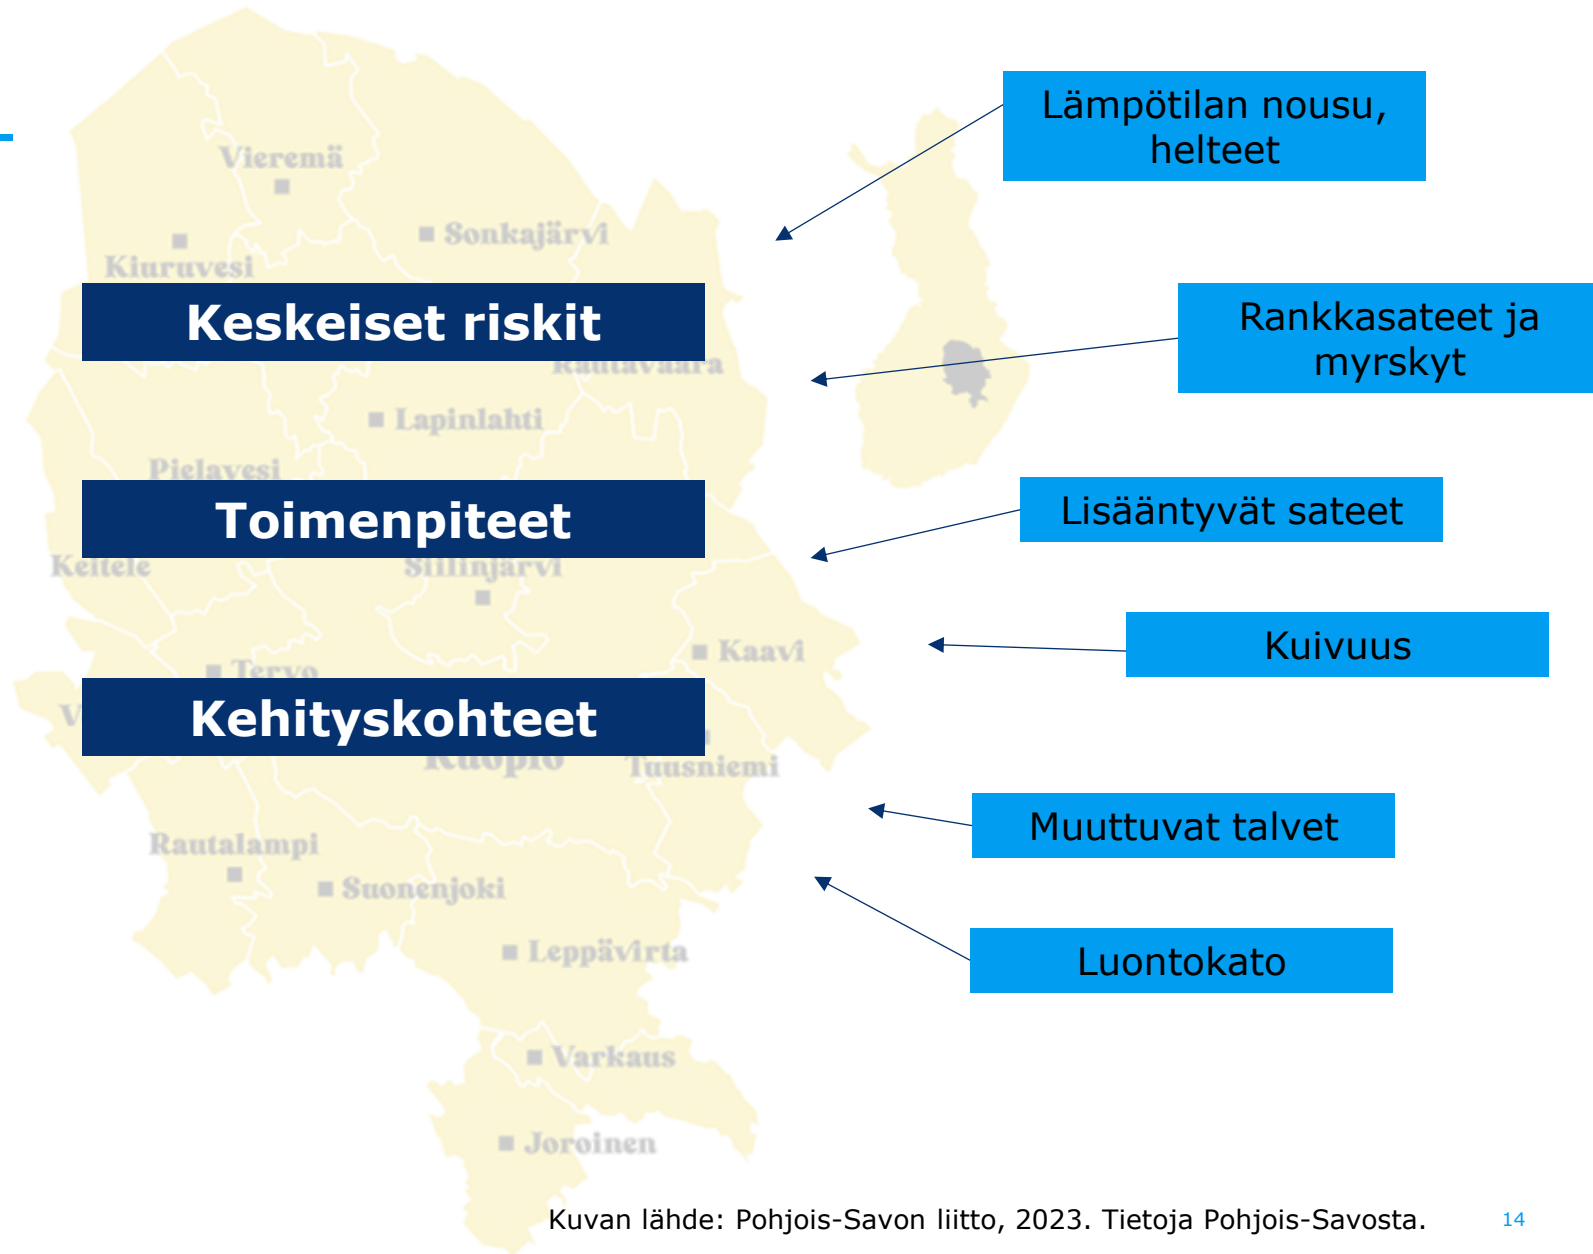 Vieremä
Sonkajärvi
Kiuruvesi
Keskeiset riskit
Rautavaara
Lapinlahti
Pielavesi
Toimenpiteet
Keitele
Siilinjärvi
Kaavi
Tervo
V
Kehityskohteet
Kuopio
Tuusniemi
Rautalampi
Suonenjoki
Leppävirta
Varkaus
Joroinen
Lämpötilan nousu,
helteet
Rankkasateet ja
myrskyt
Lisääntyvät sateet
Kuivuus
Muuttuvat talvet
Luontokato
Kuvan lähde: Pohjois-Savon liitto, 2023. Tietoja Pohjois-Savosta.
14